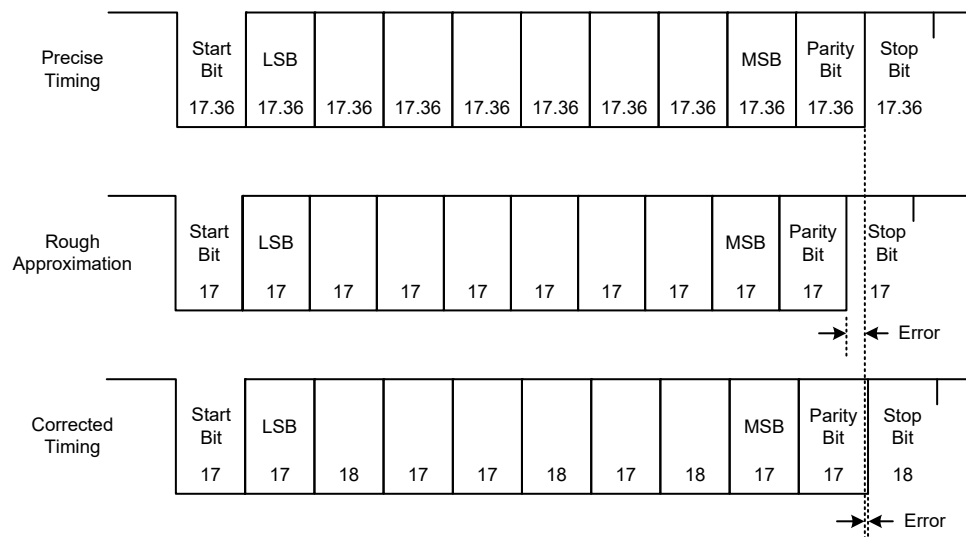 Precise
Timing
Start
Bit
LSB
MSB
Parity
Bit
Stop
Bit
17.36 17.36 17.36 17.36 17.36 17.36 17.36 17.36 17.36 17.36 17.36
Rough
Approximation
Start
Bit
LSB
MSB
Parity
Bit
Stop
Bit
17 17 17 17 17 17 17 17 17 17 17
Error
Corrected
Timing
Start
Bit
LSB
MSB
Parity
Bit
Stop
Bit
17 17 18 17 17 18 17 18 17 17 18
Error